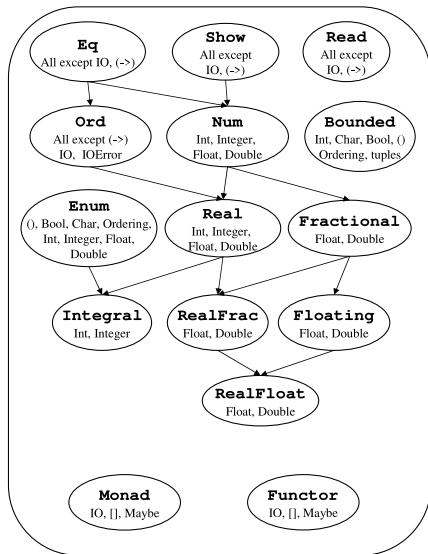 Eq
All except IO, (->)
Show
All except
IO, (->)
Read
All except
IO, (->)
Ord
All except (->)
IO, IOError
Num
Int, Integer,
Float, Double
Bounded
Int, Char, Bool, ()
Ordering, tuples
Enum
(), Bool, Char, Ordering,
Int, Integer, Float,
Double
Real
Int, Integer,
Float, Double
Fractional
Float, Double
Integral
Int, Integer
RealFrac
Float, Double
Floating
Float, Double
RealFloat
Float, Double
Monad
IO, [], Maybe
Functor
IO, [], Maybe